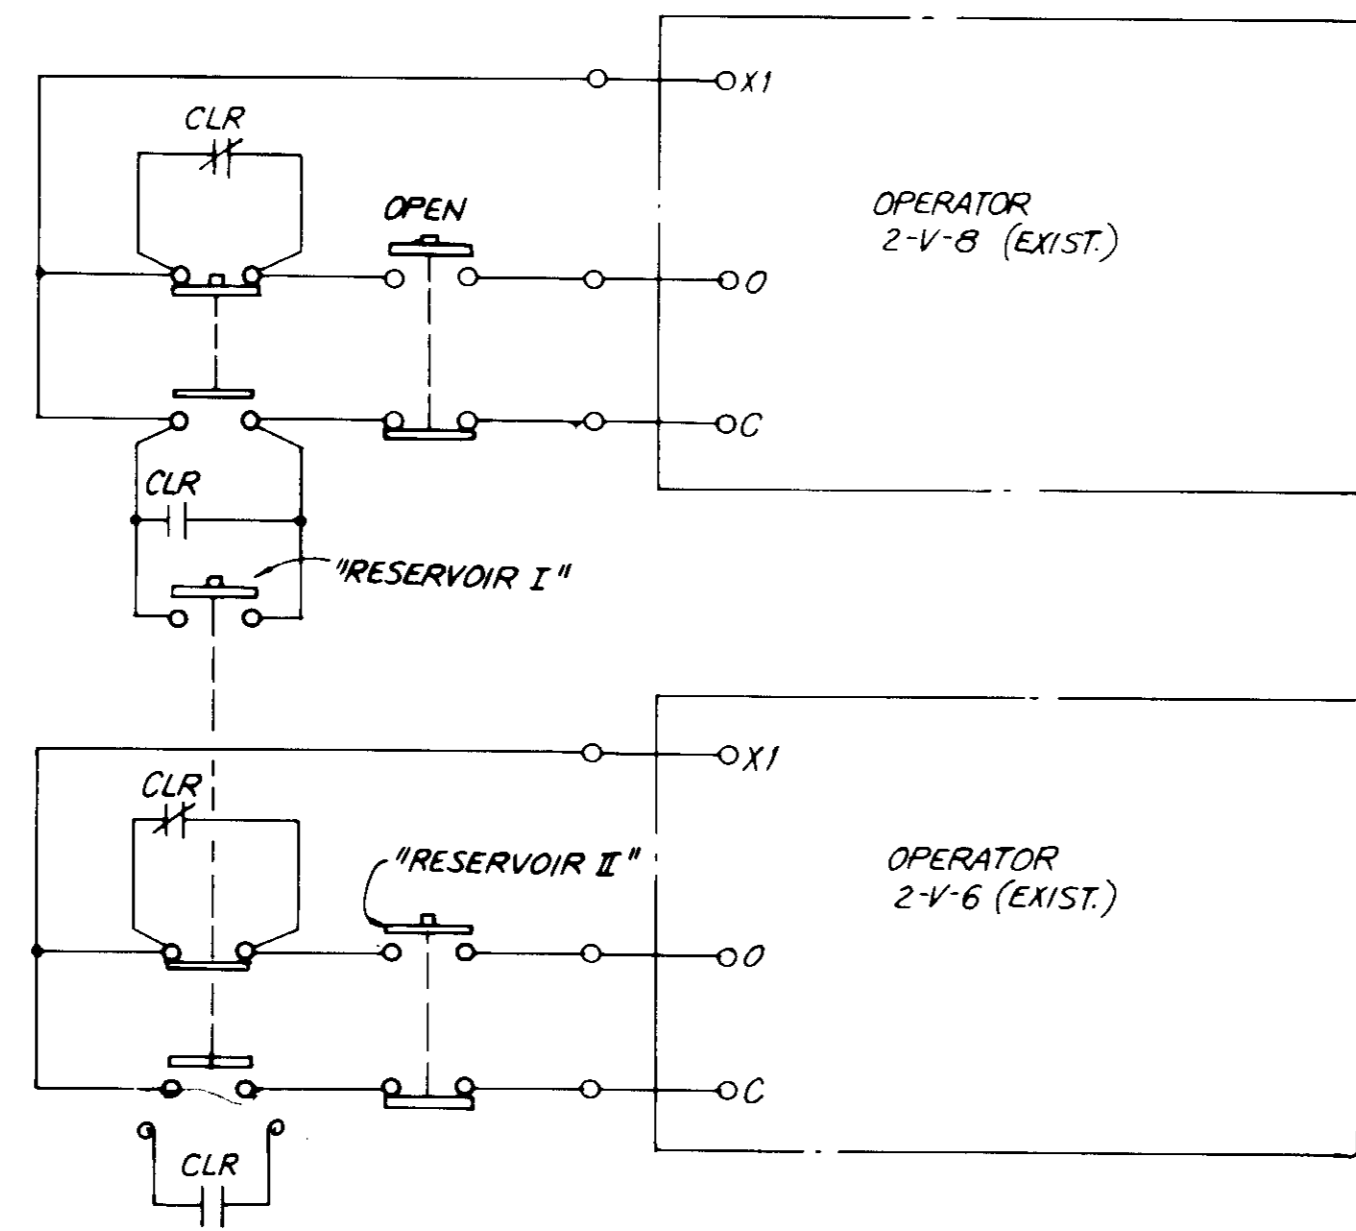 X1
CLR
OPEN
OPERATOR
2-V-8 (EXIST.)
O
C
CLR
"RESERVOIR I"
X1
CLR
"RESERVOIR II"
OPERATOR
2-V-6 (EXIST.)
O
C
CLR